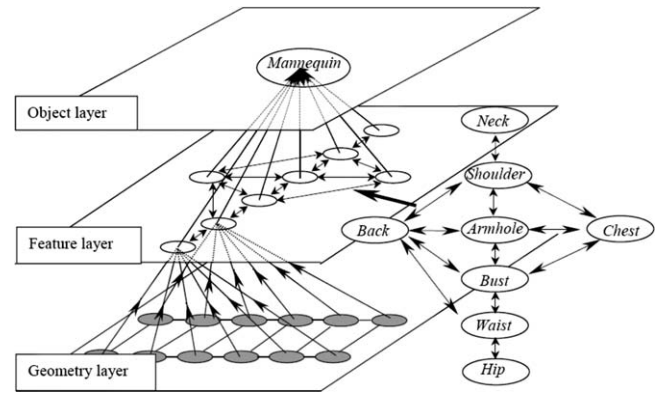 Mannequin
Object layer
Neck
Shoulder
Back
Armhole
Chest
Feature layer
Bust
Waist
Geometry layer
Hip